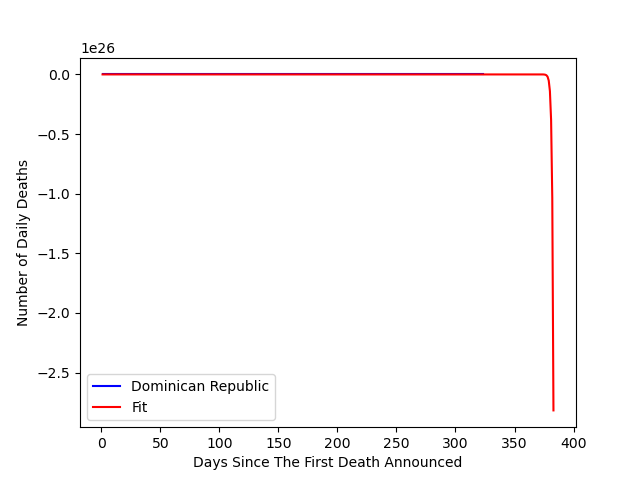 1e26
0.0
−0.5
−1.0
−1.5
−2.0
−2.5
Number of Daily Deaths
Dominican Republic
Fit
0 50 100 150 200 250 300 350 400
Days Since The First Death Announced